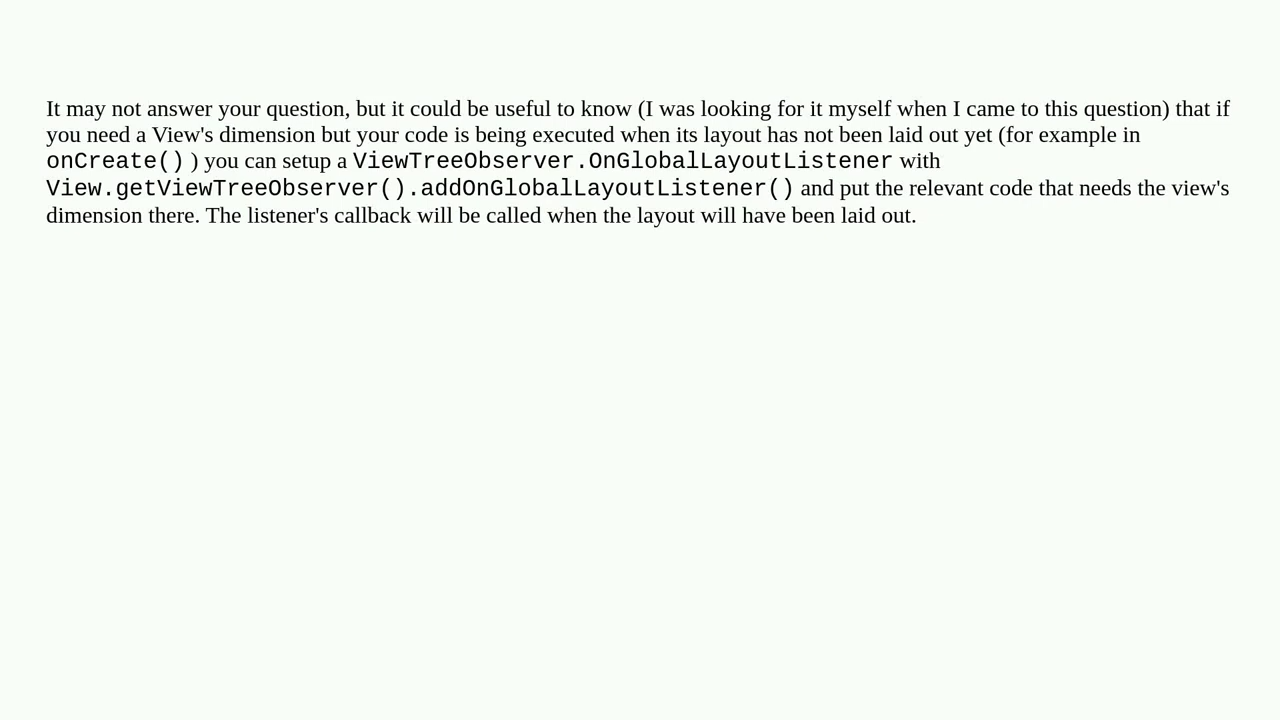 It may not answer your question, but it could be useful to know (I was looking for it myself when I came to this question) that if
you need a View's dimension but your code is being executed when its layout has not been laid out yet (for example in
onCreate() ) you can setup a ViewTreeObserver.OnGlobalLayoutListener with
View.getViewTreeObserver().addOnGlobalLayoutListener() and put the relevant code that needs the view's
dimension there. The listener's callback will be called when the layout will have been laid out.